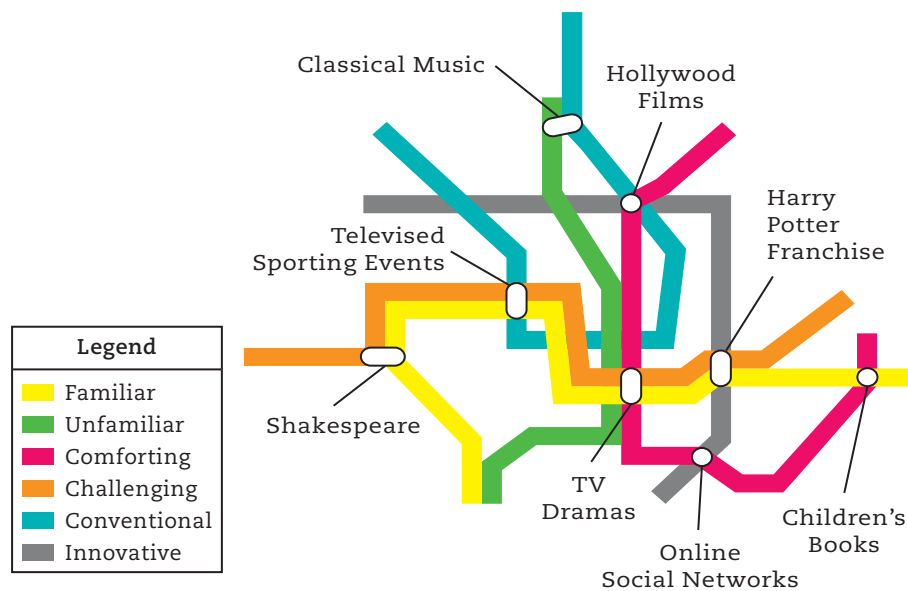 Classical Music
Hollywood
Films
Harry
Potter
Franchise
Televised
Sporting Events
Legend
Familiar
Unfamiliar
Comforting
Challenging
Conventional
Innovative
Shakespeare
TV
Dramas
Children's
Books
Online
Social Networks